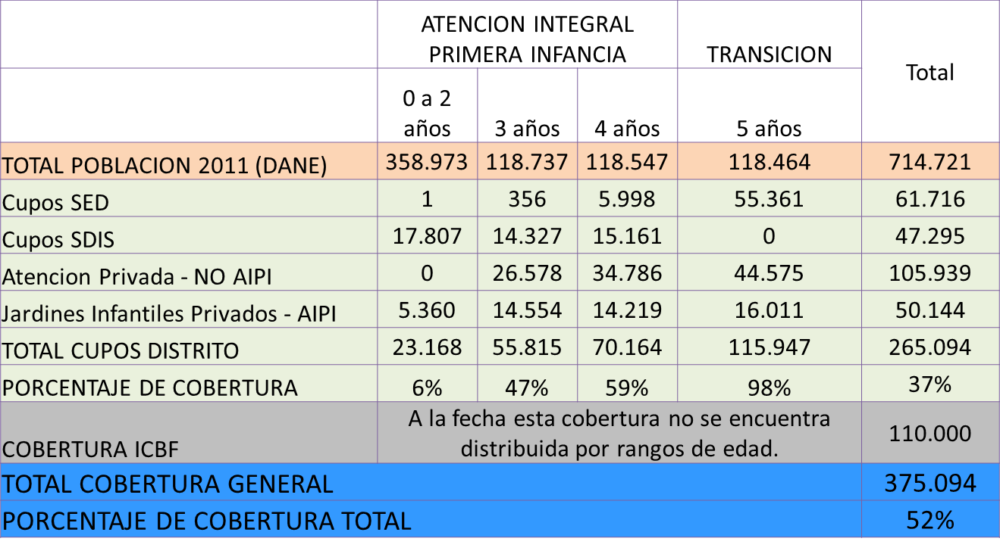 ATENCION INTEGRAL
PRIMERA INFANCIA
TRANSICION
Total
0 a 2
años
3 años
4 años
5 años
TOTAL POBLACION 2011 (DANE) 358.973 118.737 118.547 118.464 714.721
Cupos SED 1 356 5.998 55.361 61.716
Cupos SDIS 17.807 14.327 15.161 0 47.295
Atencion Privada - NO AIPI 0 26.578 34.786 44.575 105.939
Jardines Infantiles Privados - AIPI 5.360 14.554 14.219 16.011 50.144
TOTAL CUPOS DISTRITO 23.168 55.815 70.164 115.947 265.094
PORCENTAJE DE COBERTURA 6% 47% 59% 98% 37%
COBERTURA ICBF
A la fecha esta cobertura no se encuentra
distribuida por rangos de edad.
110.000
TOTAL COBERTURA GENERAL 375.094
PORCENTAJE DE COBERTURA TOTAL 52%